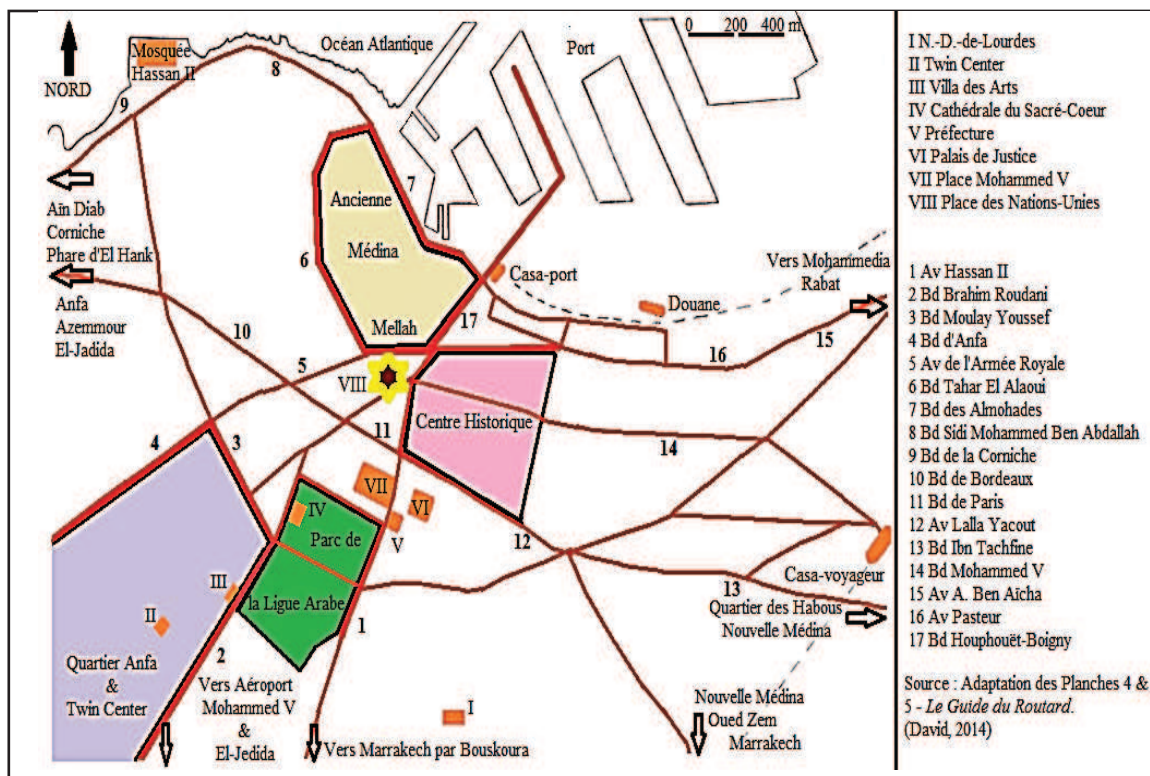 NORD
Mosquée
Hassan II
Océan Atlantique
Port
0 200 400 m
8
9
Aïn Diab
Corniche
Phare d'El Hank
Anfa
Azemmour
El-Jadida
Ancienne
Médina
Mellah
7
6
17
Casa-port
Douane
Vers Mohammedia
Rabat
15
16
10
5
VIII
Centre Historique
11
14
4
3
VII
VI
V
IV
Parc de
la Ligue Arabe
12
Casa-voyageur
13
Quartier des Habous
Nouvelle Médina
III
II
Quartier Anfa
&
Twin Center
2
1
Vers Aéroport
Mohammed V
&
El-Jedida
I
Vers Marrakech par Bouskoura
Nouvelle Médina
Oued Zem
Marrakech
I N.-D.-de-Lourdes
II Twin Center
III Villa des Arts
IV Cathédrale du Sacré-Coeur
V Préfecture
VI Palais de Justice
VII Place Mohammed V
VIII Place des Nations-Unies
1 Av Hassan II
2 Bd Brahim Roudani
3 Bd Moulay Youssef
4 Bd d'Anfa
5 Av de l'Armée Royale
6 Bd Tahar El Alaoui
7 Bd des Almohades
8 Bd Sidi Mohammed Ben Abdallah
9 Bd de la Corniche
10 Bd de Bordeaux
11 Bd de Paris
12 Av Lalla Yacout
13 Bd Ibn Tachfine
14 Bd Mohammed V
15 Av A. Ben Aïcha
16 Av Pasteur
17 Bd Houphouët-Boigny
Source : Adaptation des Planches 4 &
5 - Le Guide du Routard.
(David, 2014)